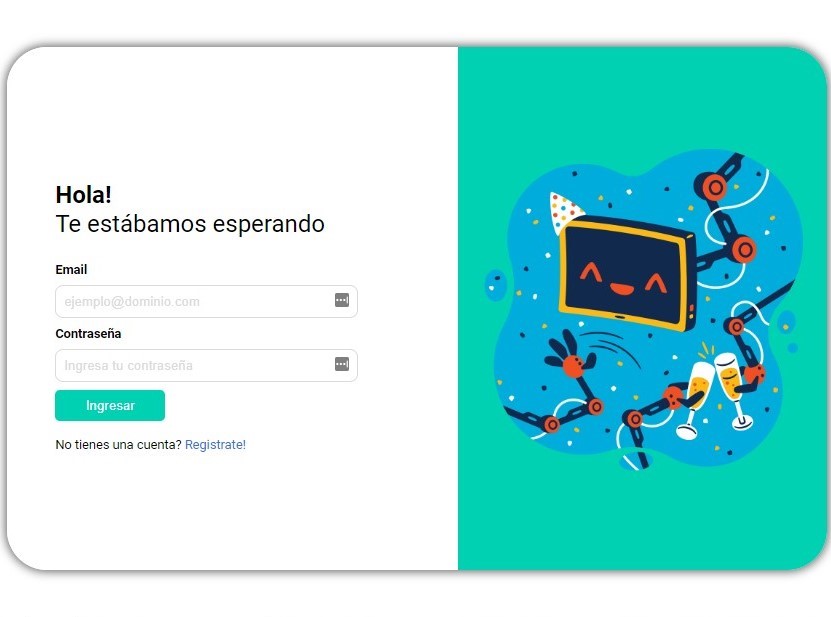 Hola!
Te estábamos esperando
Email
ejemplo@dominio.com
Contraseña
Ingresa tu contraseña
Ingresar
No tienes una cuenta? Registrate!